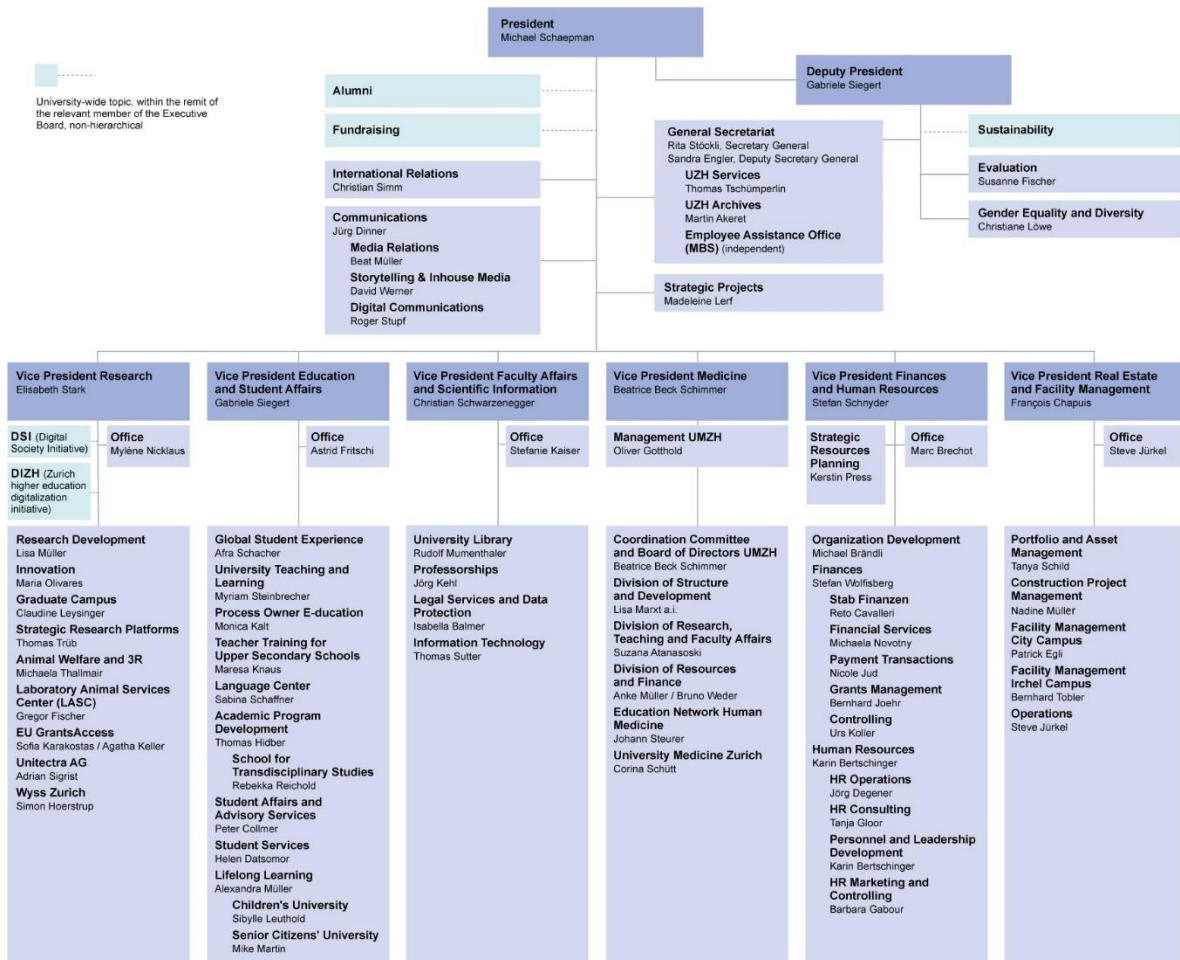 President
Michael Schaepman
Deputy President
Gabriele Siegert
University-wide topic, within the remit of
the relevant member of the Executive
Board, non-hierarchical
Alumni
Fundraising
International Relations
Christian Simm
Communications
Jürg Dinner
Media Relations
Beat Müller
Storytelling & Inhouse Media
David Werner
Digital Communications
Roger Stupf
General Secretariat
Rita Stöckli, Secretary General
Sandra Engler, Deputy Secretary General
UZH Services
Thomas Tschümperlin
UZH Archives
Martin Akeret
Employee Assistance Office
(MBS) (independent)
Strategic Projects
Madeleine Lerf
Sustainability
Evaluation
Susanne Fischer
Gender Equality and Diversity
Christiane Löwe
Vice President Research
Elisabeth Stark
DSI (Digital
Society Initiative)
DIZH (Zurich
higher education
digitalization
initiative)
Office
Mylène Nicklaus
Research Development
Lisa Müller
Innovation
Maria Olivares
Graduate Campus
Claudine Leysinger
Strategic Research Platforms
Thomas Trüb
Animal Welfare and 3R
Michaela Thallmair
Laboratory Animal Services
Center (LASC)
Gregor Fischer
EU GrantsAccess
Sofia Karakostas / Agatha Keller
Unitectra AG
Adrian Sigrist
Wyss Zurich
Simon Hoerstrup
Vice President Education
and Student Affairs
Gabriele Siegert
Office
Astrid Fritschi
Global Student Experience
Afra Schacher
University Teaching and
Learning
Myriam Steinbrecher
Process Owner E-ducation
Monica Kalt
Teacher Training for
Upper Secondary Schools
Maresa Knaus
Language Center
Sabina Schaffner
Academic Program
Development
Thomas Hidber
School for
Transdisciplinary Studies
Rebekka Reichold
Student Affairs and
Advisory Services
Peter Collmer
Student Services
Helen Datsomor
Lifelong Learning
Alexandra Müller
Children's University
Sibylle Leuthold
Senior Citizens' University
Mike Martin
Vice President Faculty Affairs
and Scientific Information
Christian Schwarzenegger
Office
Stefanie Kaiser
University Library
Rudolf Mumenthaler
Professorships
Jörg Kehl
Legal Services and Data
Protection
Isabella Balmer
Information Technology
Thomas Sutter
Vice President Medicine
Beatrice Beck Schimmer
Management UMZH
Oliver Gotthold
Coordination Committee
and Board of Directors UMZH
Beatrice Beck Schimmer
Division of Structure
and Development
Lisa Marxt a.i.
Division of Research,
Teaching and Faculty Affairs
Suzana Atanasoski
Division of Resources
and Finance
Anke Müller / Bruno Weder
Education Network Human
Medicine
Johann Steurer
University Medicine Zurich
Corina Schütt
Vice President Finances
and Human Resources
Stefan Schnyder
Strategic
Resources
Planning
Kerstin Press
Office
Marc Brechot
Organization Development
Michael Brändli
Finances
Stefan Wolfisberg
Stab Finanzen
Reto Cavalleri
Financial Services
Michaela Novotny
Payment Transactions
Nicole Jud
Grants Management
Bernhard Joehr
Controlling
Urs Koller
Human Resources
Karin Bertschinger
HR Operations
Jörg Degener
HR Consulting
Tanja Gloor
Personnel and Leadership
Development
Karin Bertschinger
HR Marketing and
Controlling
Barbara Gabour
Vice President Real Estate
and Facility Management
François Chapuis
Office
Steve Jürkel
Portfolio and Asset
Management
Tanya Schild
Construction Project
Management
Nadine Müller
Facility Management
City Campus
Patrick Egli
Facility Management
Irchel Campus
Bernhard Tobler
Operations
Steve Jürkel